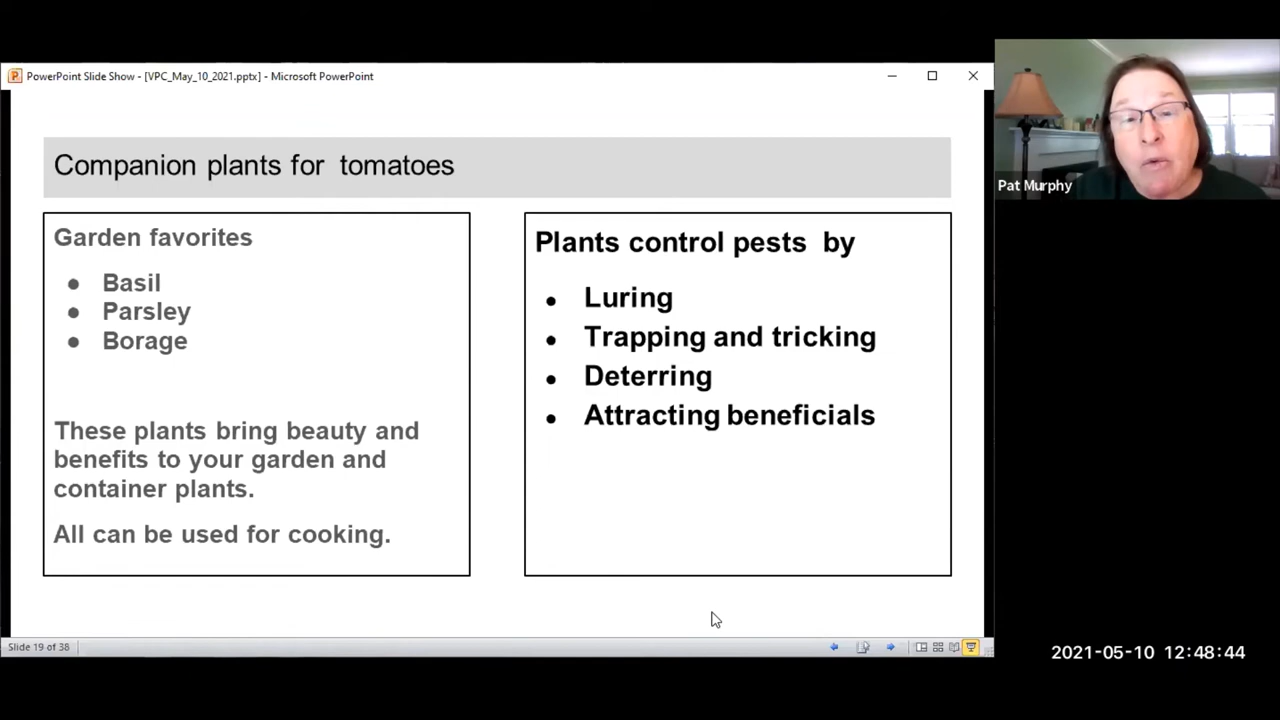 PowerPoint Slide Show - [VPC_May_10_2021.pptx] - Microsoft PowerPoint
Companion plants for tomatoes
Garden favorites
● Basil
● Parsley
● Borage
These plants bring beauty and
benefits to your garden and
container plants.
All can be used for cooking.
Plants control pests by
● Luring
● Trapping and tricking
● Deterring
● Attracting beneficials
Pat Murphy
Slide 19 of 38
2021-05-10 12:48:44